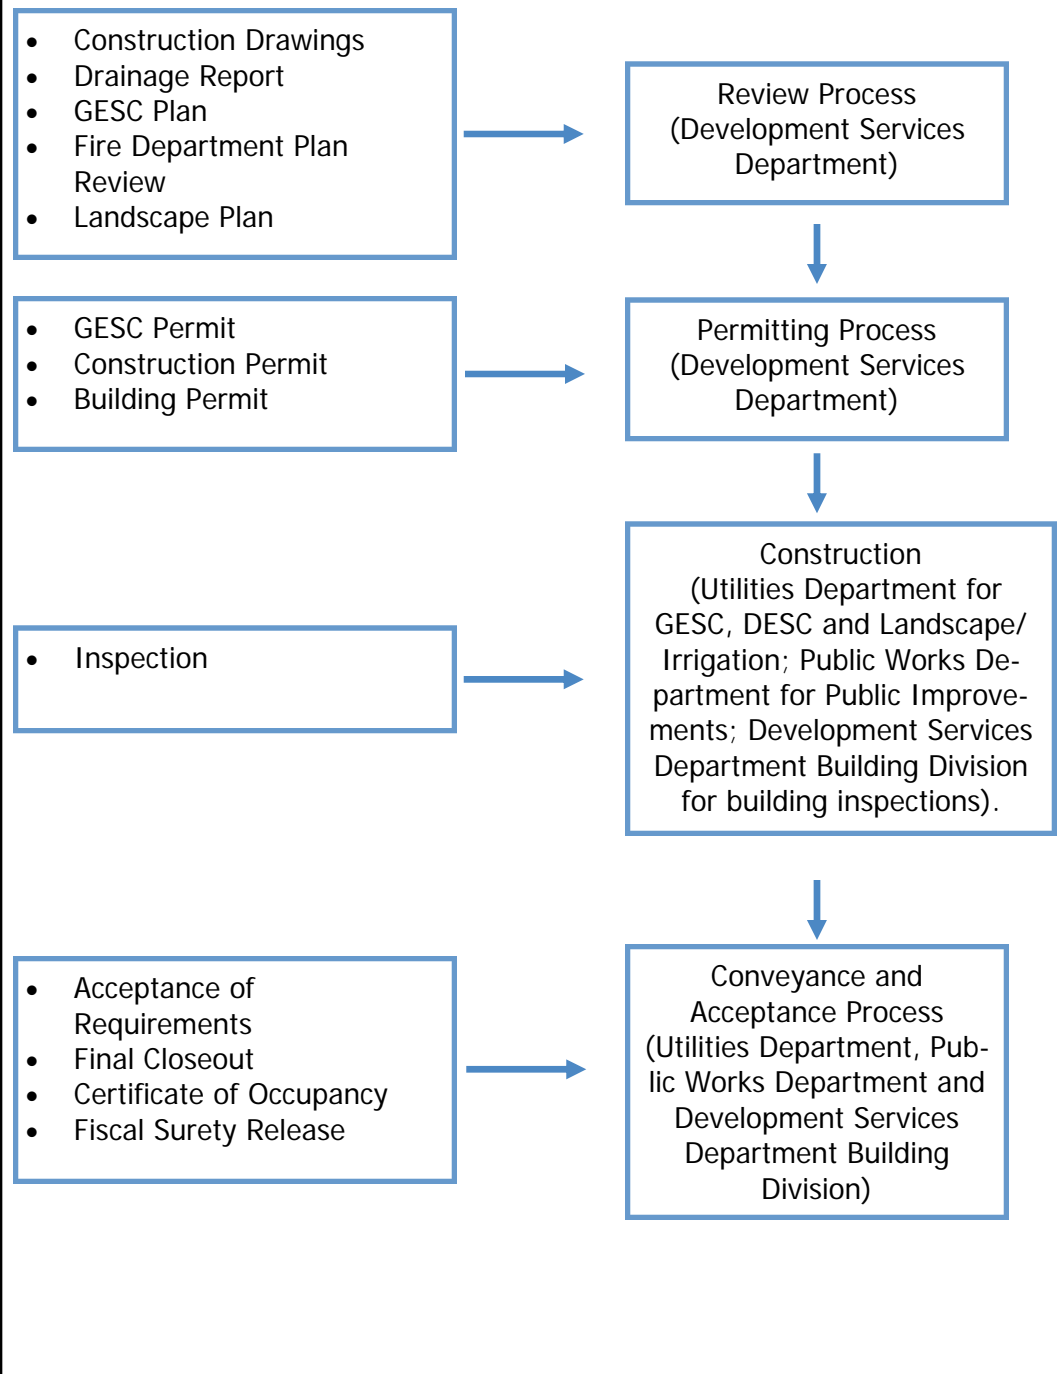 • Construction Drawings
• Drainage Report
• GESC Plan
• Fire Department Plan
Review
• Landscape Plan
Review Process
(Development Services
Department)
• GESC Permit
• Construction Permit
• Building Permit
Permitting Process
(Development Services
Department)
• Inspection
Construction
(Utilities Department for
GESC, DESC and Landscape/
Irrigation; Public Works De-
partment for Public Improve-
ments; Development Services
Department Building Division
for building inspections).
• Acceptance of
Requirements
• Final Closeout
• Certificate of Occupancy
• Fiscal Surety Release
Conveyance and
Acceptance Process
(Utilities Department, Pub-
lic Works Department and
Development Services
Department Building
Division)